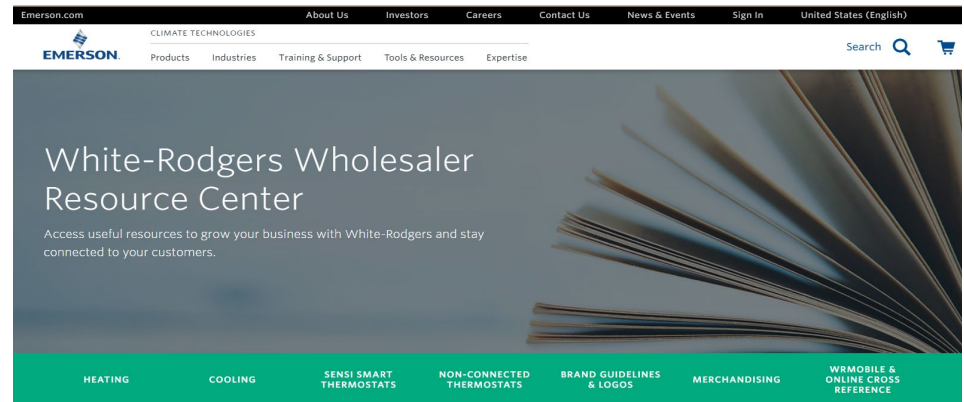 Emerson.com About Us Investors Careers Contact Us News & Events Sign In United States (English)
CLIMATE TECHNOLOGIES
EMERSON.
Products Industries Training & Support Tools & Resources Expertise
Search
White-Rodgers Wholesaler
Resource Center
Access useful resources to grow your business with White-Rodgers and stay
connected to your customers.
HEATING
COOLING
SENSI SMART
THERMOSTATS
NON-CONNECTED
THERMOSTATS
BRAND GUIDELINES
& LOGOS
MERCHANDISING
WRMOBILE &
ONLINE CROSS
REFERENCE